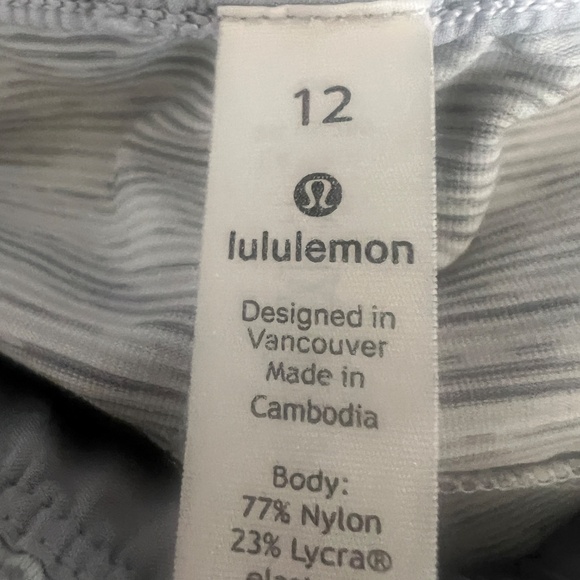 12
lululemon
Designed in
Vancouver
Made in
Cambodia
Body:
77% Nylon
23% Lycra®